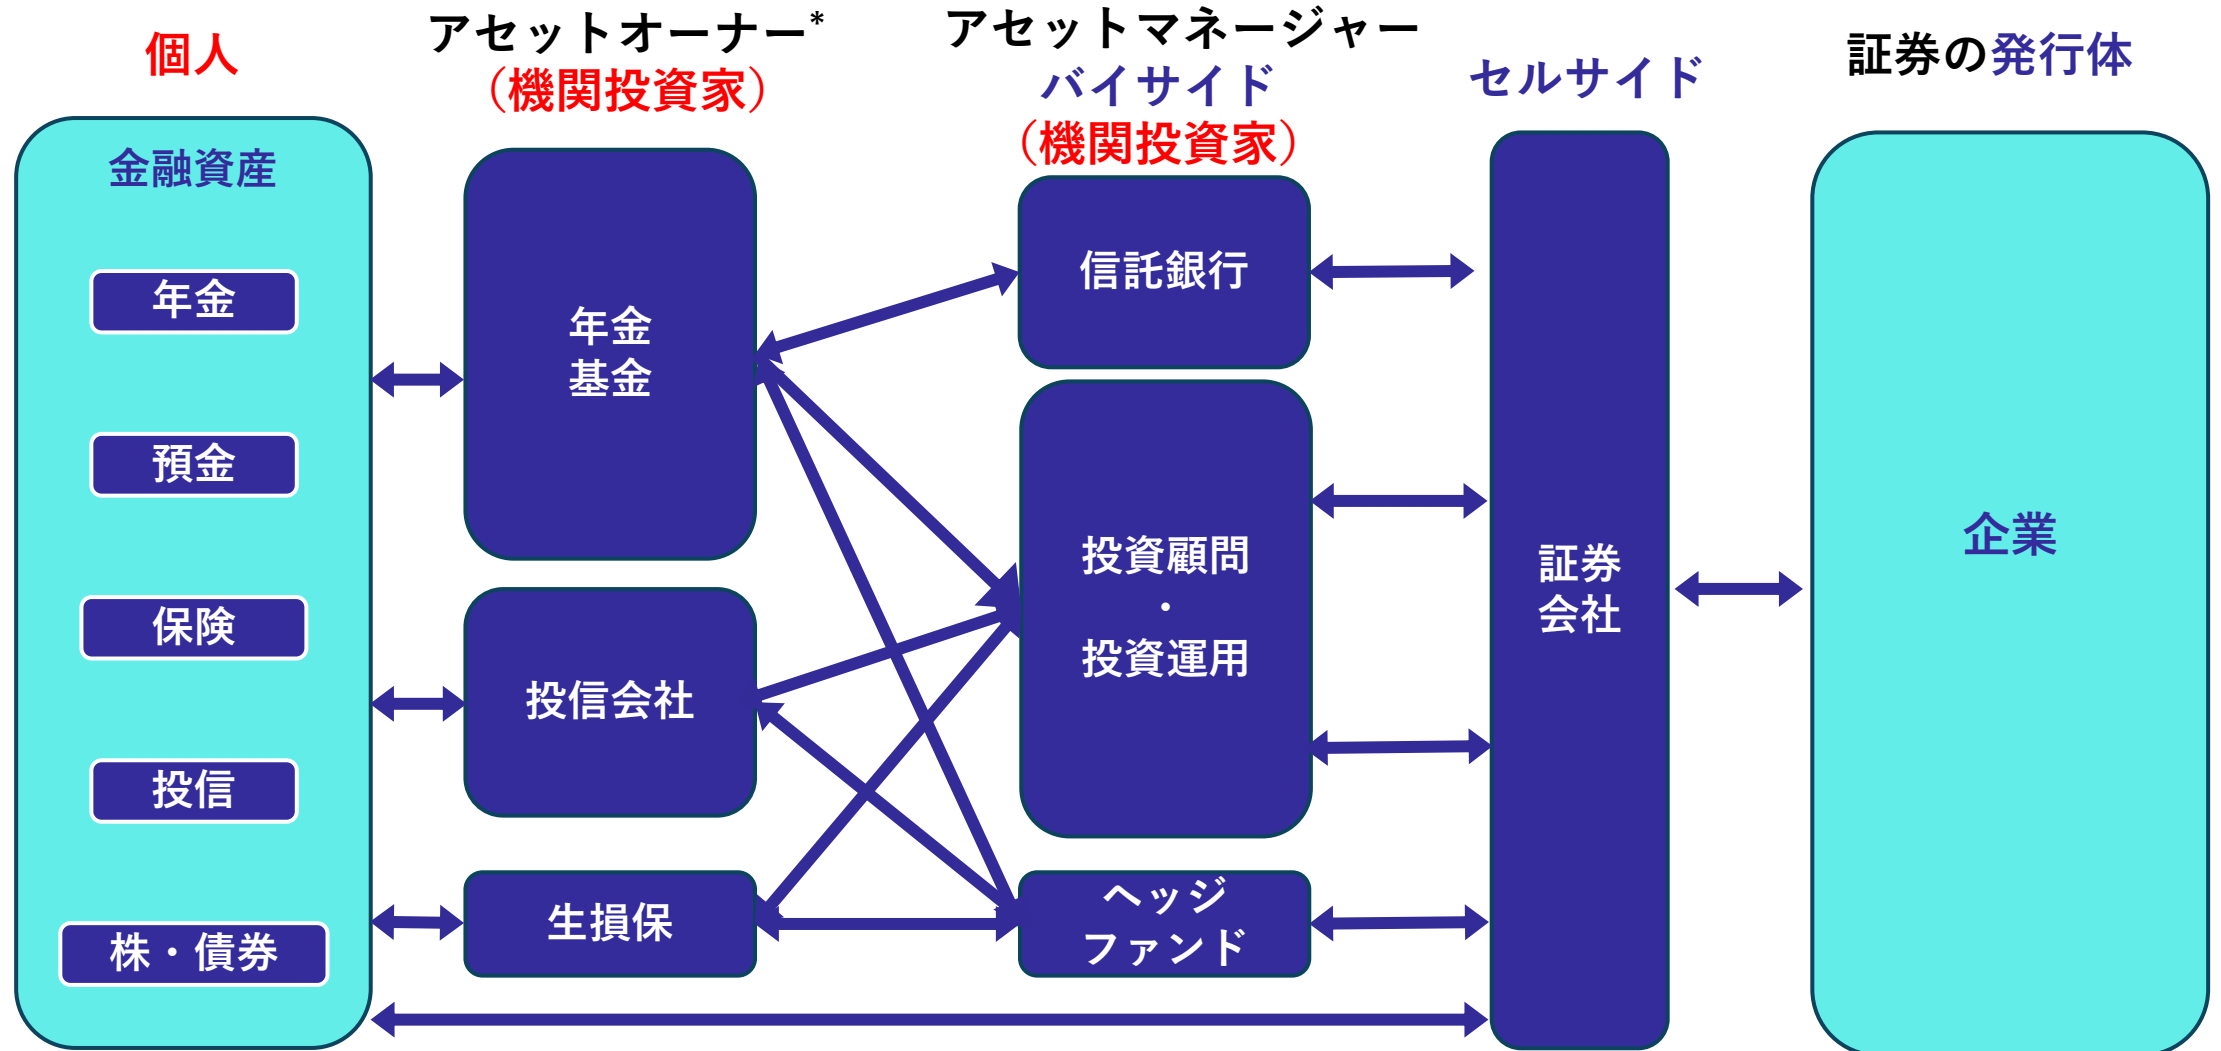 個人
アセットオーナー*
（機関投資家）
アセットマネージャー
バイサイド
（機関投資家）
セルサイド
証券の発行体
金融資産
年金
預金
保険
投信
株・債券
年金
基金
投信会社
生損保
信託銀行
投資顧問
・
投資運用
ヘッジ
ファンド
証券
会社
企業